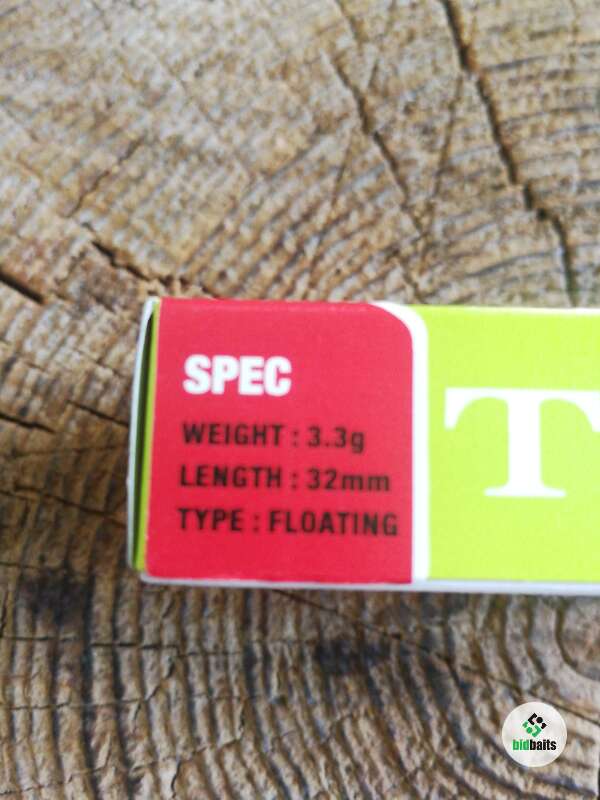 SPEC
WEIGHT : 3.3g
LENGTH : 32mm
TYPE : FLOATING
T
bidbaits